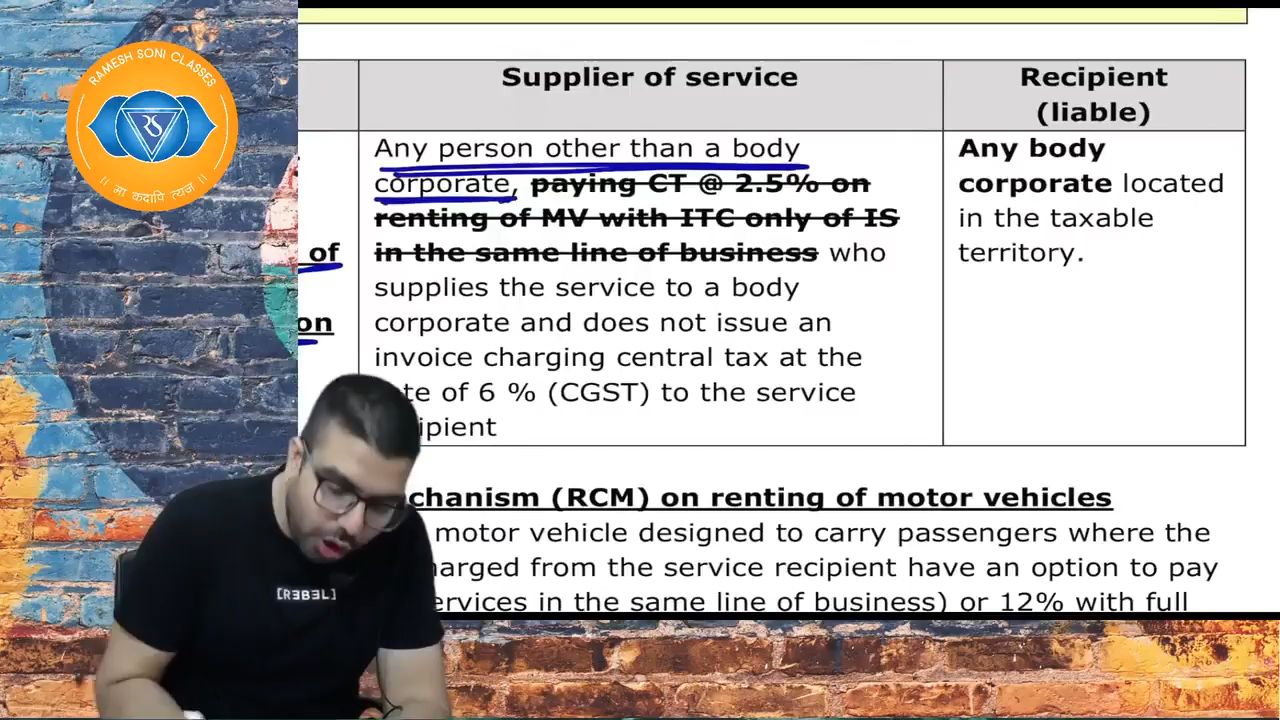 RAMESH SONI CLASSES
RS
॥ मा कदापि त्यज ॥
Supplier of service
Recipient
(liable)
Any person other than a body
corporate, paying CT @ 2.5% on
renting of MV with ITC only of IS
in the same line of business who
supplies the service to a body
corporate and does not issue an
invoice charging central tax at the
of 6 % (CGST) to the service
Any body
corporate located
in the taxable
territory.
of
on
(RCM) on renting of motor vehicles
motor vehicle designed to carry passengers where the
from the service recipient have an option to pay
in the same line of business) or 12% with full
[REBEL]